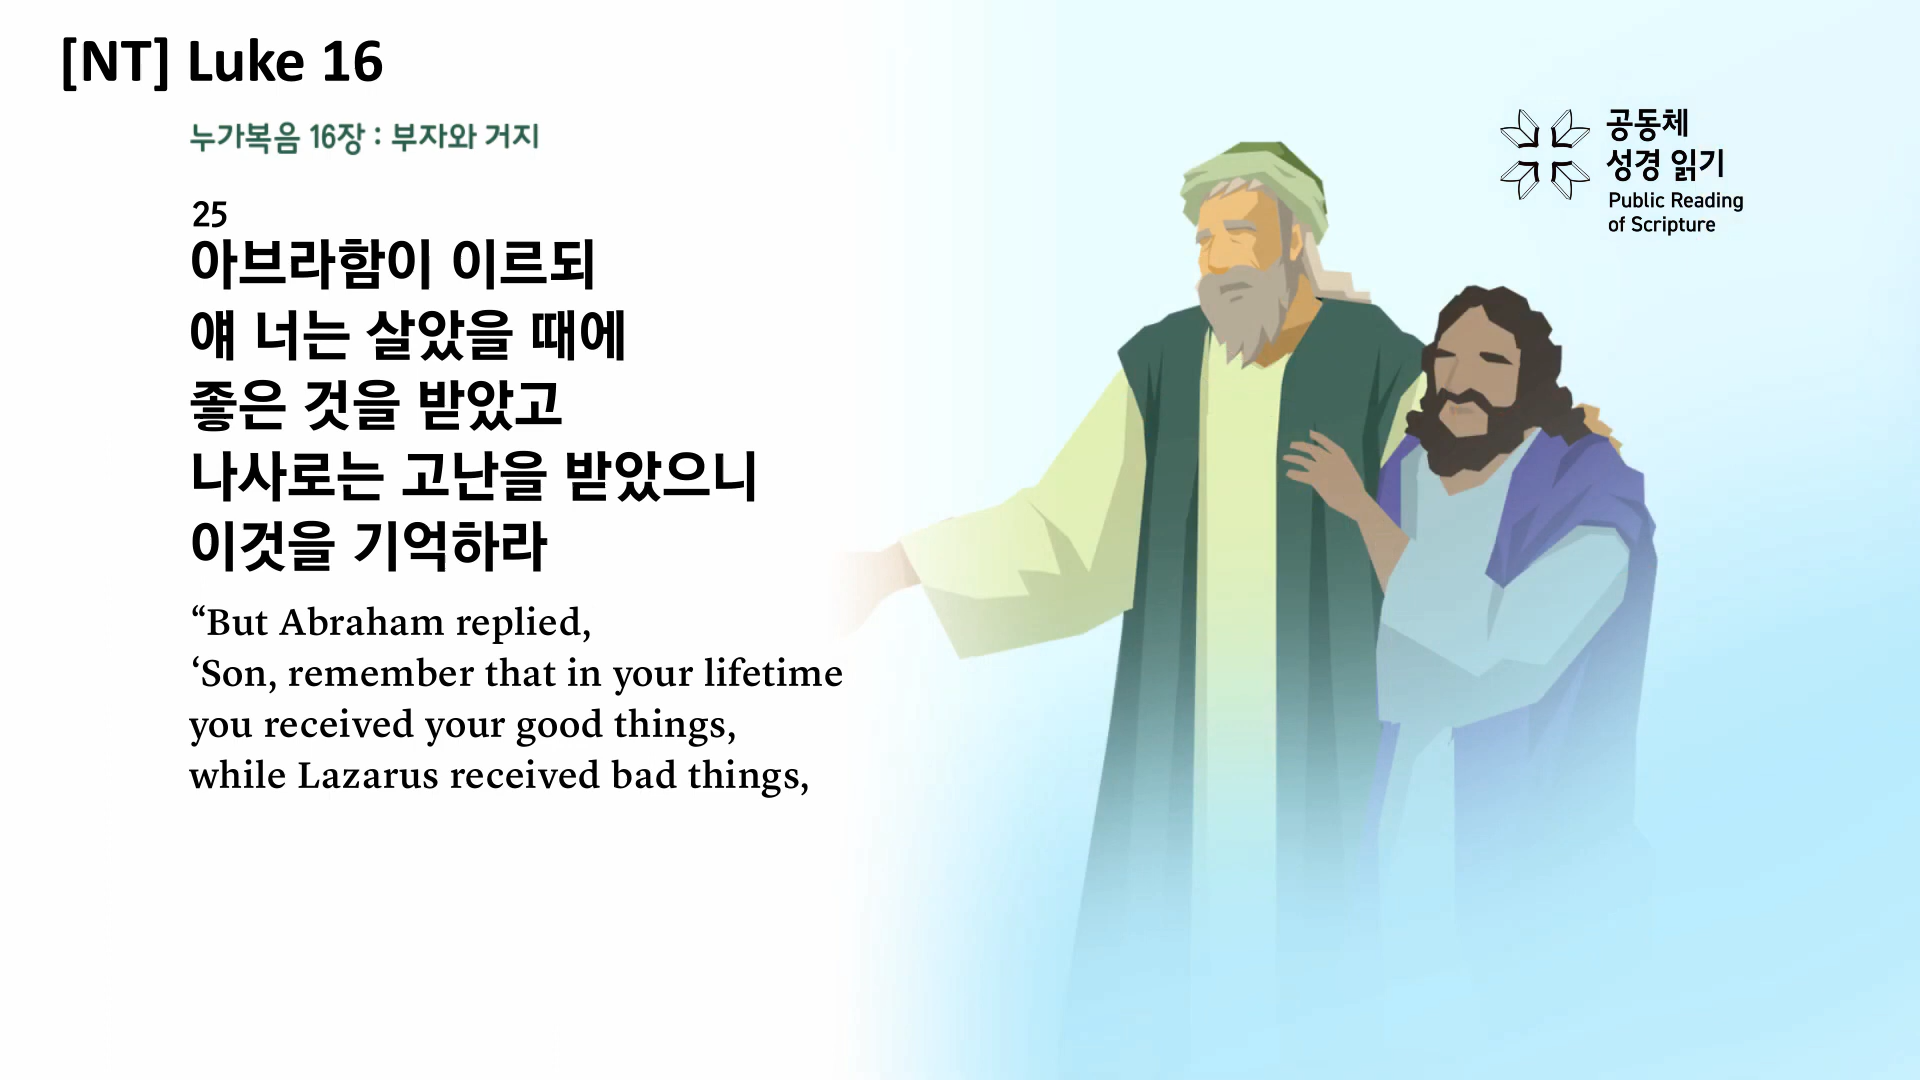 [NT] Luke 16
누가복음 16장 : 부자와 거지
25
아브라함이 이르되
얘 너는 살았을 때에
좋은 것을 받았고
나사로는 고난을 받았으니
이것을 기억하라
“But Abraham replied,
‘Son, remember that in your lifetime
you received your good things,
while Lazarus received bad things,
공동체
성경 읽기
Public Reading
of Scripture